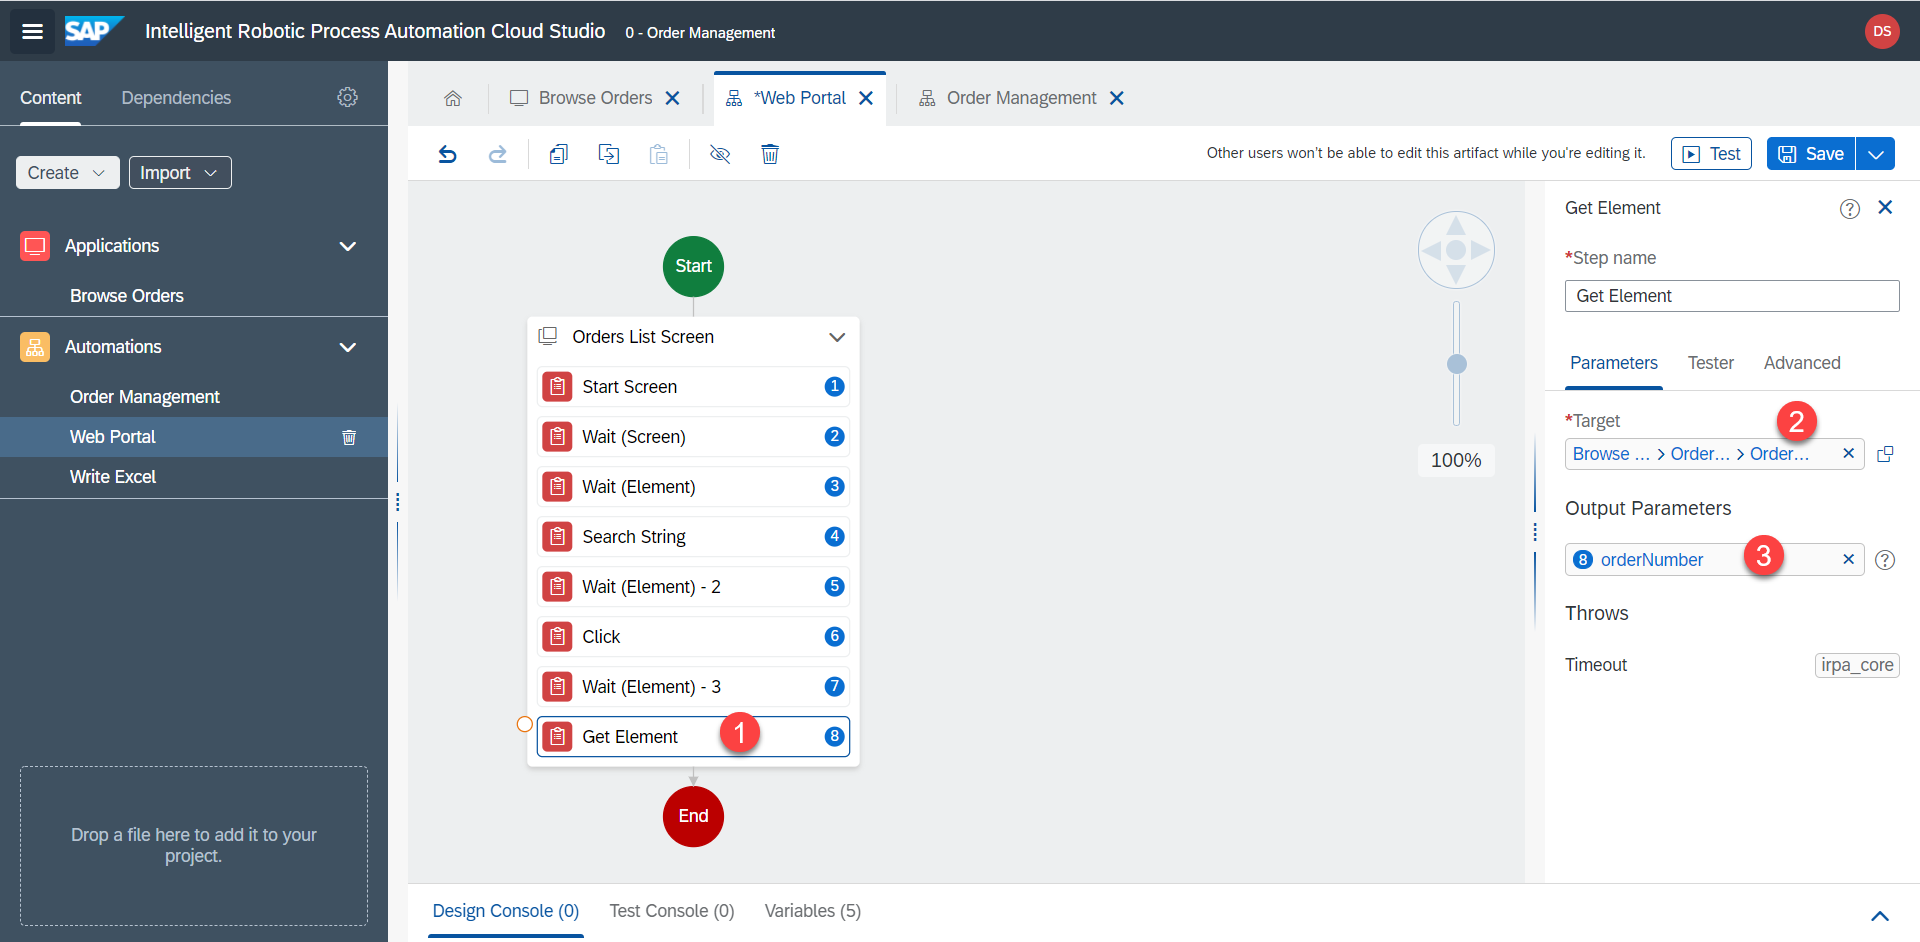 SAP Intelligent Robotic Process Automation Cloud Studio 0 - Order Management DS
Content Dependencies
Browse Orders *Web Portal Order Management
Create Import
Other users won't be able to edit this artifact while you're editing it. Test Save
Applications
Browse Orders
Automations
Order Management
Web Portal
Write Excel
Drop a file here to add it to your
project.
Start
Orders List Screen
Start Screen 1
Wait (Screen) 2
Wait (Element) 3
Search String 4
Wait (Element) - 2 5
Click 6
Wait (Element) - 3 7
Get Element 1 8
End
100%
Get Element
*Step name
Get Element
Parameters Tester Advanced
*Target 2
Browse ... > Order... > Order...
Output Parameters
8 orderNumber 3
Throws
Timeout irpa_core
Design Console (0) Test Console (0) Variables (5)